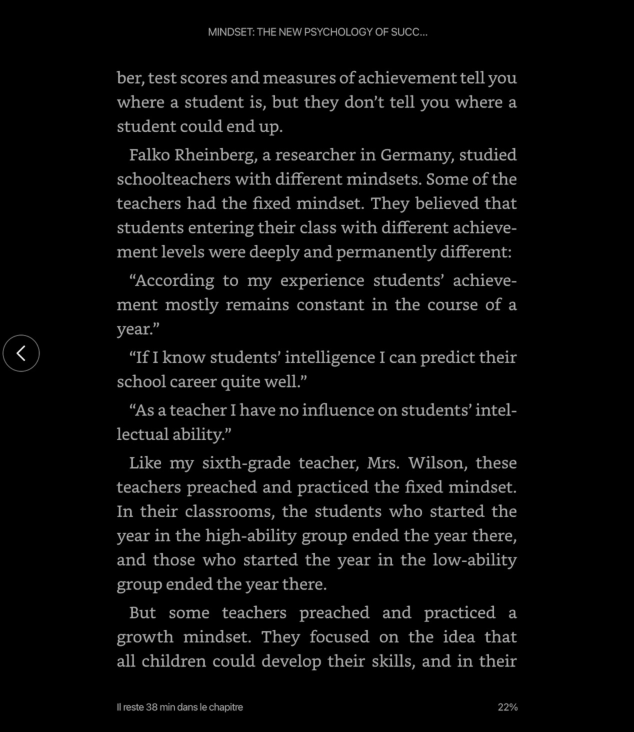 MINDSET: THE NEW PSYCHOLOGY OF SUCC...
ber, test scores and measures of achievement tell you
where a student is, but they don’t tell you where a
student could end up.
Falko Rheinberg, a researcher in Germany, studied
schoolteachers with different mindsets. Some of the
teachers had the fixed mindset. They believed that
students entering their class with different achieve-
ment levels were deeply and permanently different:
“According to my experience students’ achieve-
ment mostly remains constant in the course of a
year.”
“If I know students’ intelligence I can predict their
school career quite well.”
“As a teacher I have no influence on students’ intel-
lectual ability.”
Like my sixth-grade teacher, Mrs. Wilson, these
teachers preached and practiced the fixed mindset.
In their classrooms, the students who started the
year in the high-ability group ended the year there,
and those who started the year in the low-ability
group ended the year there.
But some teachers preached and practiced a
growth mindset. They focused on the idea that
all children could develop their skills, and in their
Il reste 38 min dans le chapitre
22%